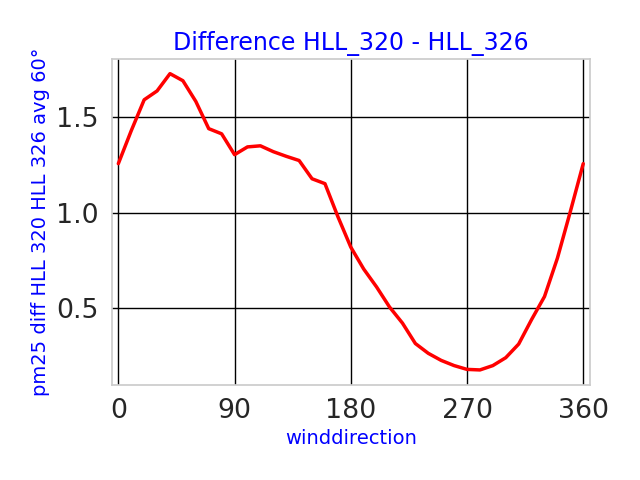 Difference HLL_320 - HLL_326
pm25 diff HLL 320 HLL 326 avg 60°
1.5
1.0
0.5
0 90 180 270 360
winddirection